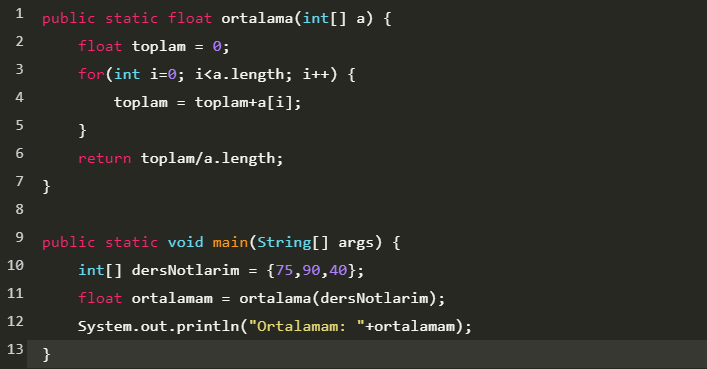 1 public static float ortalama(int[] a) {
2     float toplam = 0;
3     for(int i=0; i<a.length; i++) {
4         toplam = toplam+a[i];
5     }
6     return toplam/a.length;
7 }
8
9 public static void main(String[] args) {
10     int[] dersNotlarim = {75,90,40};
11     float ortalamam = ortalama(dersNotlarim);
12     System.out.println("Ortalamam: "+ortalamam);
13 }